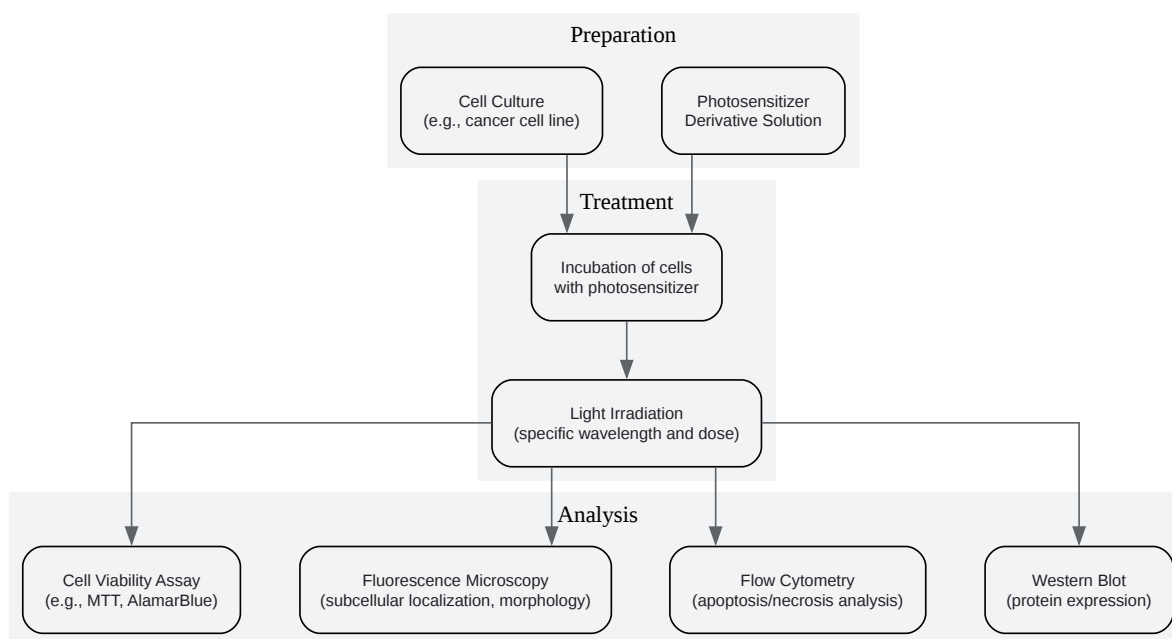 Preparation
Cell Culture
(e.g., cancer cell line)
Photosensitizer
Derivative Solution
Treatment
Incubation of cells
with photosensitizer
Light Irradiation
(specific wavelength and dose)
Analysis
Cell Viability Assay
(e.g., MTT, AlamarBlue)
Fluorescence Microscopy
(subcellular localization, morphology)
Flow Cytometry
(apoptosis/necrosis analysis)
Western Blot
(protein expression)